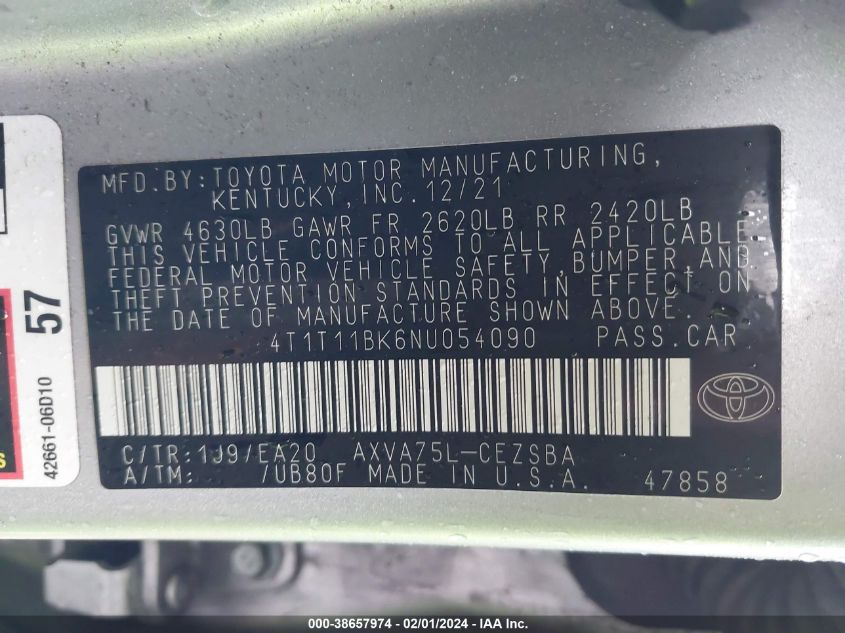 MFD.BY:TOYOTA MOTOR MANUFACTURING,
KENTUCKY,INC.12/21
GVWR 4630LB GAWR FR 2620LB RR 2420LB
THIS VEHICLE CONFORMS TO ALL APPLICABLE
FEDERAL MOTOR VEHICLE SAFETY,BUMPER,AND
THEFT PREVENTION STANDARDS IN EFFECT ON
THE DATE OF MANUFACTURE SHOWN ABOVE.
4T1T11BK6NU054090 PASS.CAR
C/TR:1J9/EA20 AXVA75L-CEZSBA
A/TM: /UB80F MADE IN U.S.A. 47858
57
42661-06D10
S
000-38657974 / 02/01/2024 / COPYRIGHT 2024 IAA, Inc.